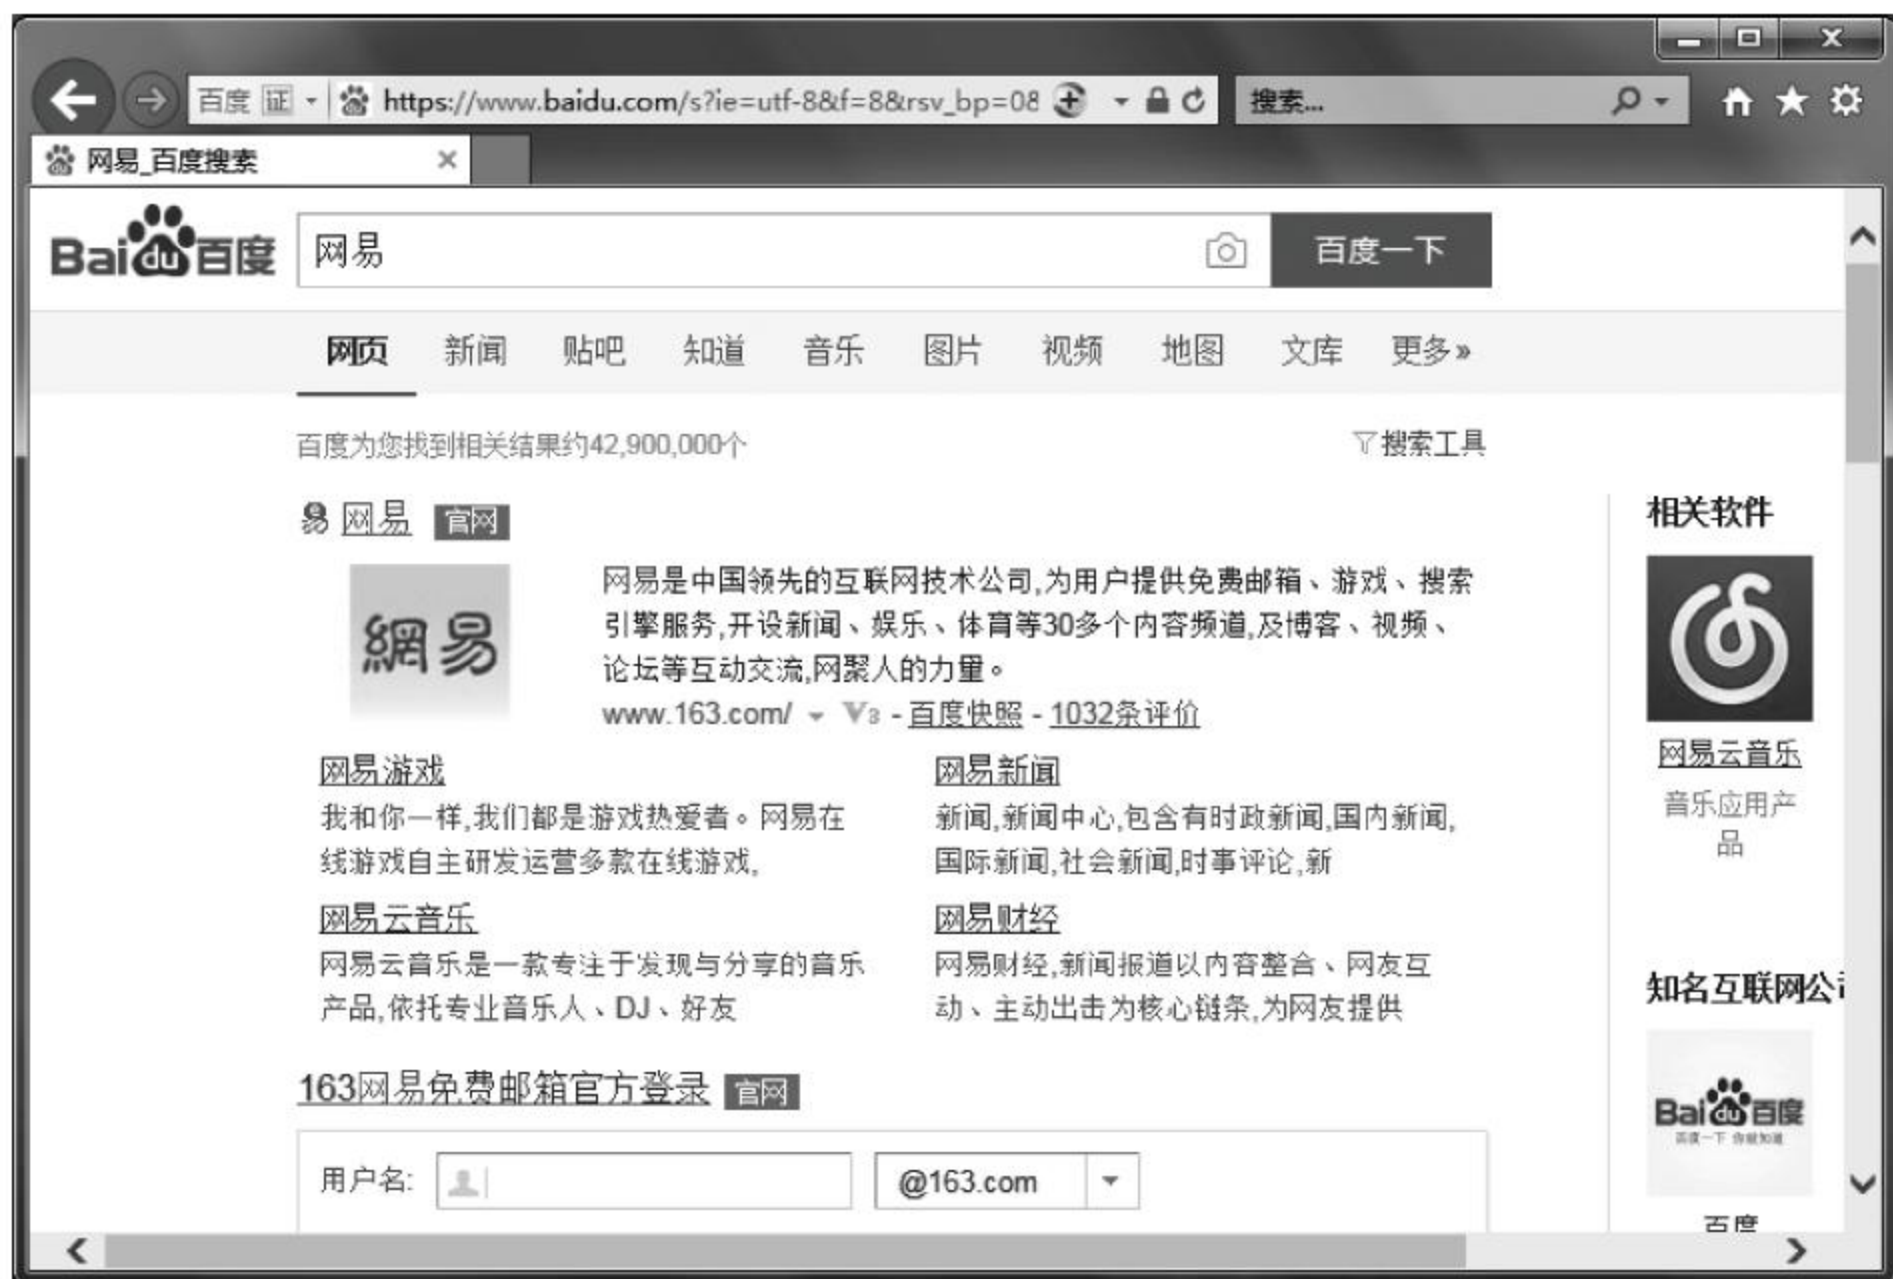 百度 证 https://www.baidu.com/s?ie=utf-8&f=8&rsv_bp=08 搜索...
网易_百度搜索
Bai du 百度 网易 百度一下
网页 新闻 贴吧 知道 音乐 图片 视频 地图 文库 更多»
百度为您找到相关结果约42,900,000个 搜索工具
网易 官网
網易
网易是中国领先的互联网技术公司,为用户提供免费邮箱、游戏、搜索
引擎服务,开设新闻、娱乐、体育等30多个内容频道,及博客、视频、
论坛等互动交流,网聚人的力量。
www.163.com/ V3 - 百度快照 - 1032条评价
网易游戏
我和你一样,我们都是游戏热爱者。网易在
线游戏自主研发运营多款在线游戏,
网易新闻
新闻,新闻中心,包含有时政新闻,国内新闻,
国际新闻,社会新闻,时事评论,新
网易云音乐
网易云音乐是一款专注于发现与分享的音乐
产品,依托专业音乐人、DJ、好友
网易财经
网易财经,新闻报道以内容整合、网友互
动、主动出击为核心链条,为网友提供
163网易免费邮箱官方登录 官网
用户名: @163.com
相关软件
网易云音乐
音乐应用产
品
知名互联网公司
Bai du 百度
百度一下 你就知道
百度